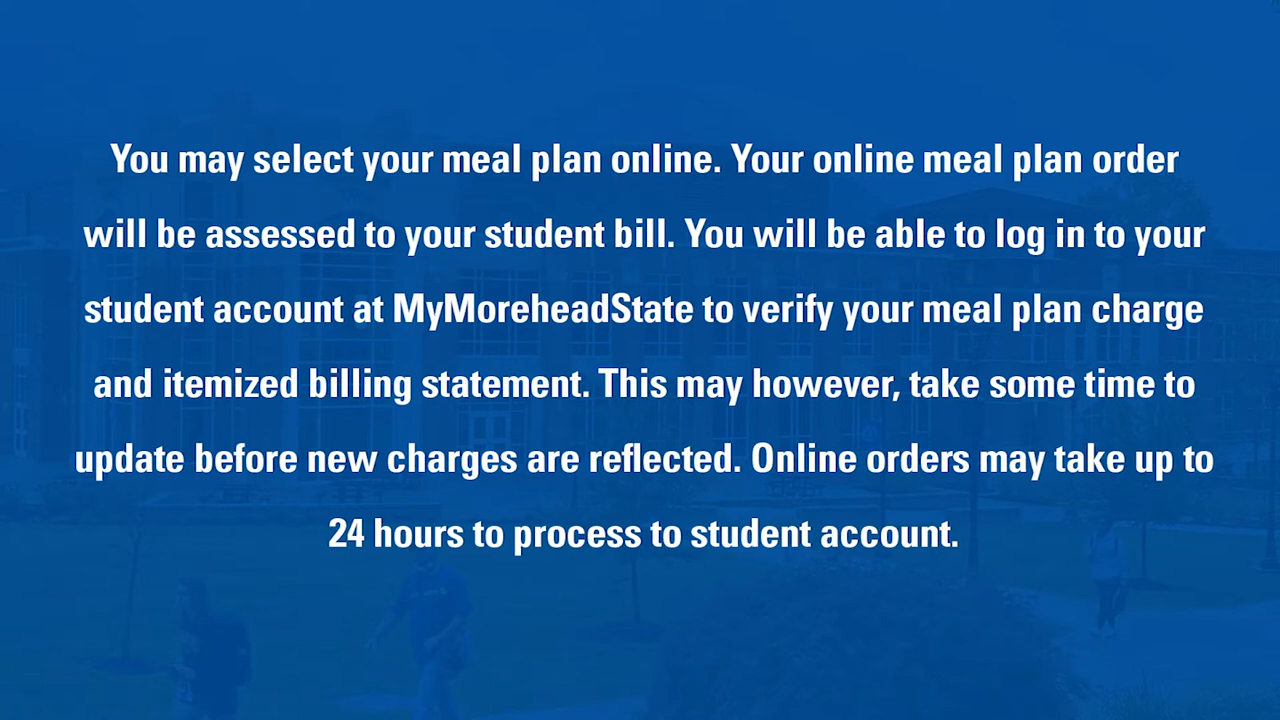 You may select your meal plan online. Your online meal plan order
will be assessed to your student bill. You will be able to log in to your
student account at MyMoreheadState to verify your meal plan charge
and itemized billing statement. This may however, take some time to
update before new charges are reflected. Online orders may take up to
24 hours to process to student account.